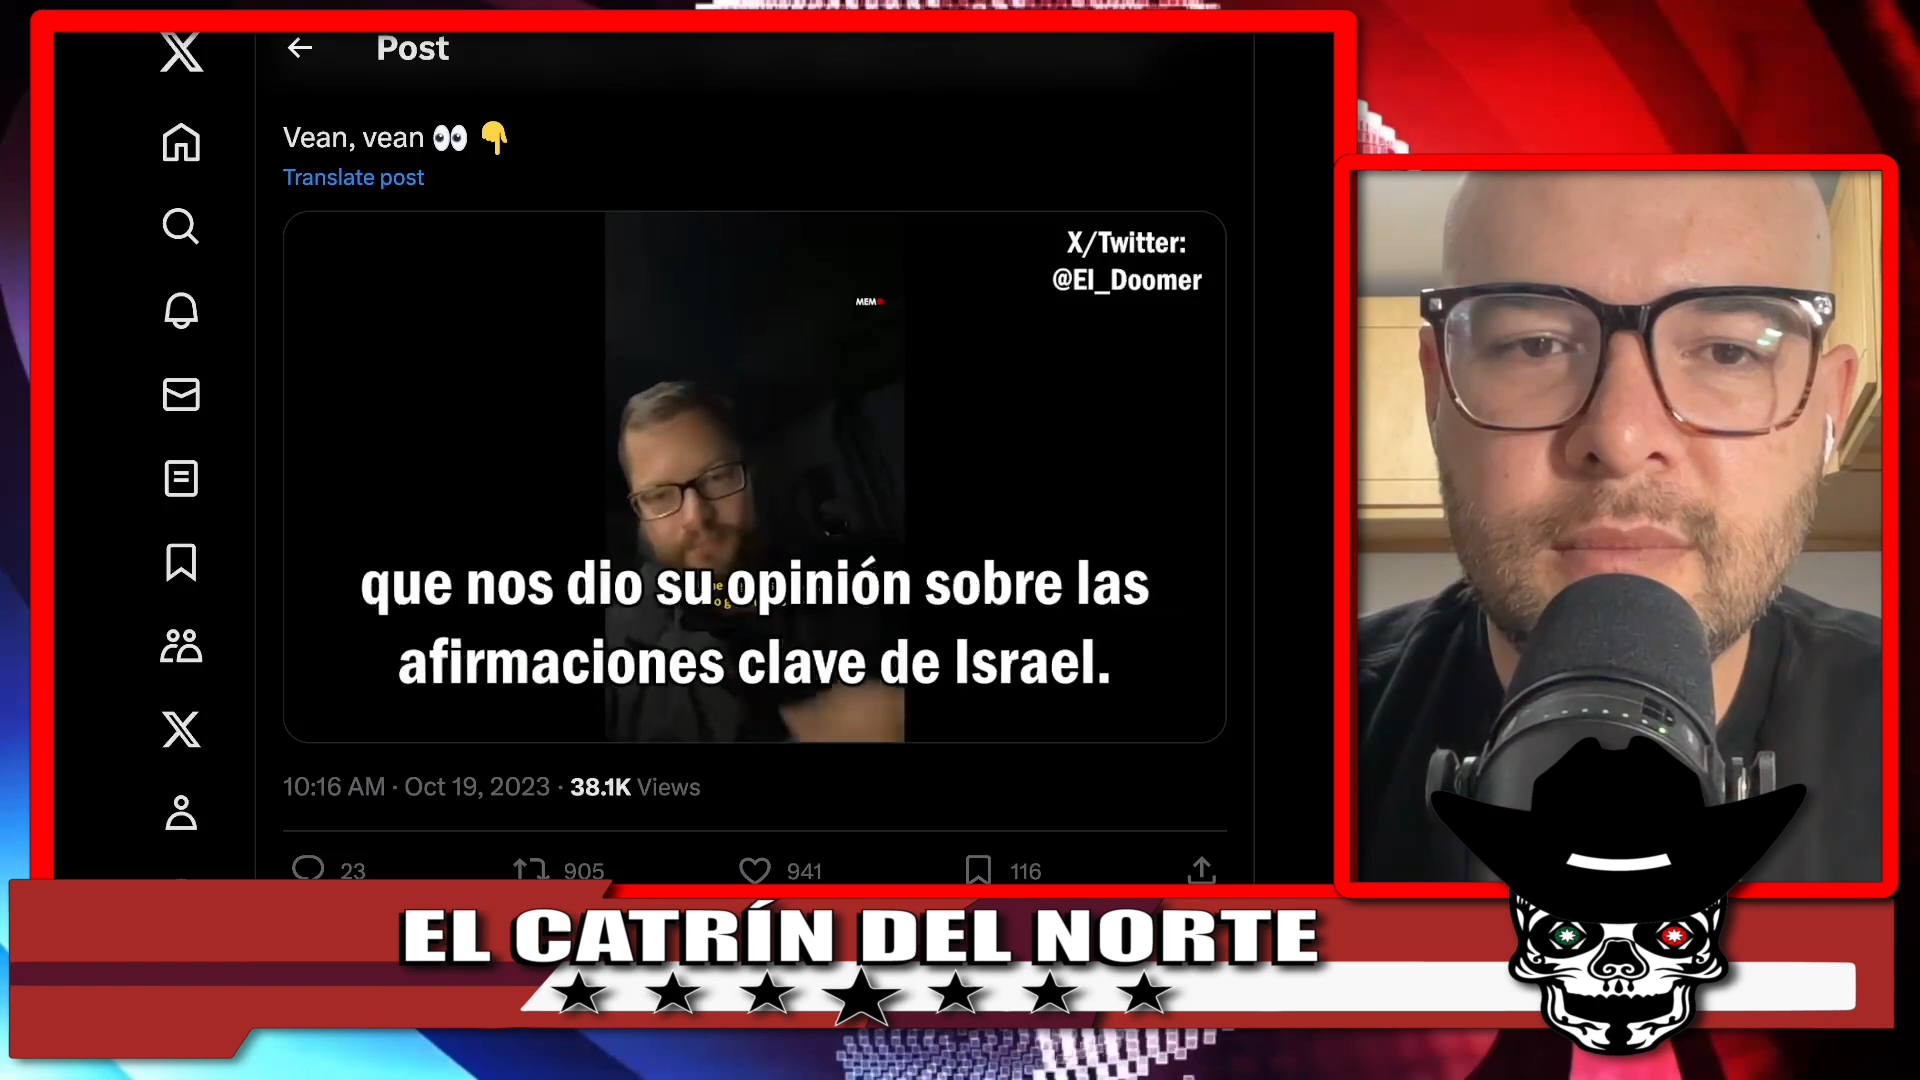 Post
Vean, vean 👀 👇
Translate post
X/Twitter:
@El_Doomer
MEMO
que nos dio su opinión sobre las
afirmaciones clave de Israel.
10:16 AM · Oct 19, 2023 · 38.1K Views
23 905 941 116
EL CATRÍN DEL NORTE